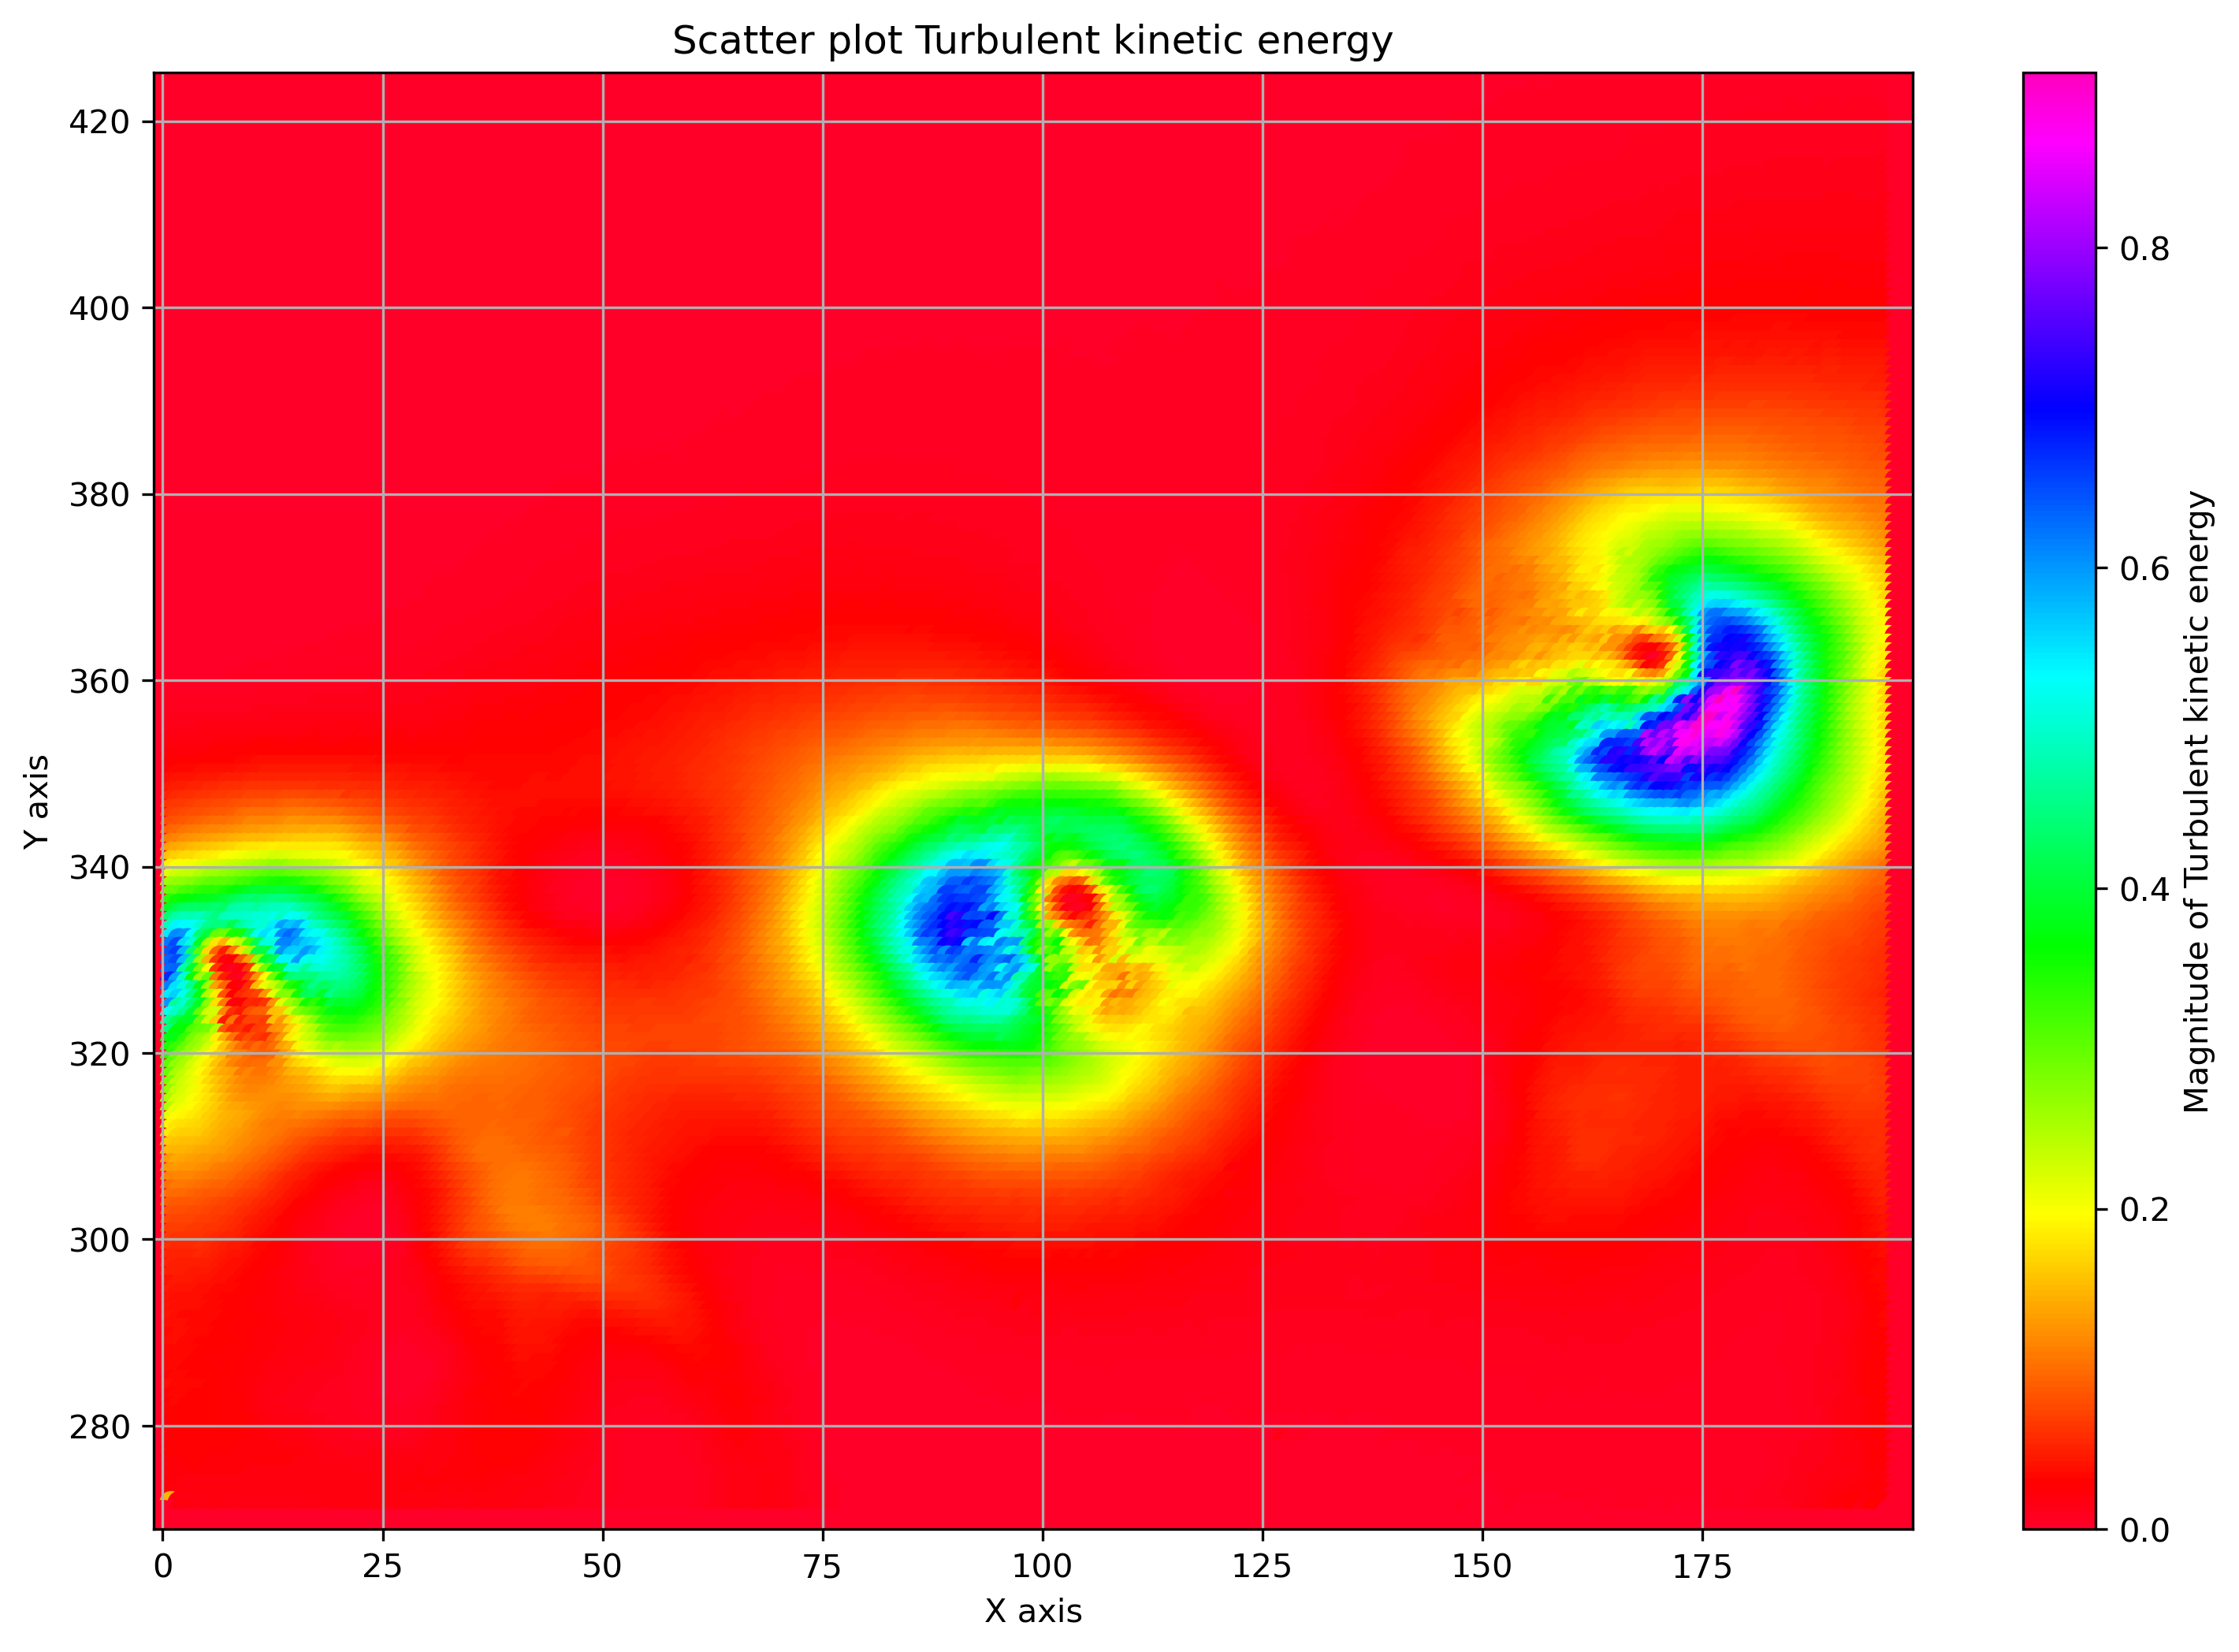 Scatter plot Turbulent kinetic energy
420
400
380
360
340
320
300
280
Y axis
0 25 50 75 100 125 150 175
X axis
0.8
0.6
0.4
0.2
0.0
Magnitude of Turbulent kinetic energy